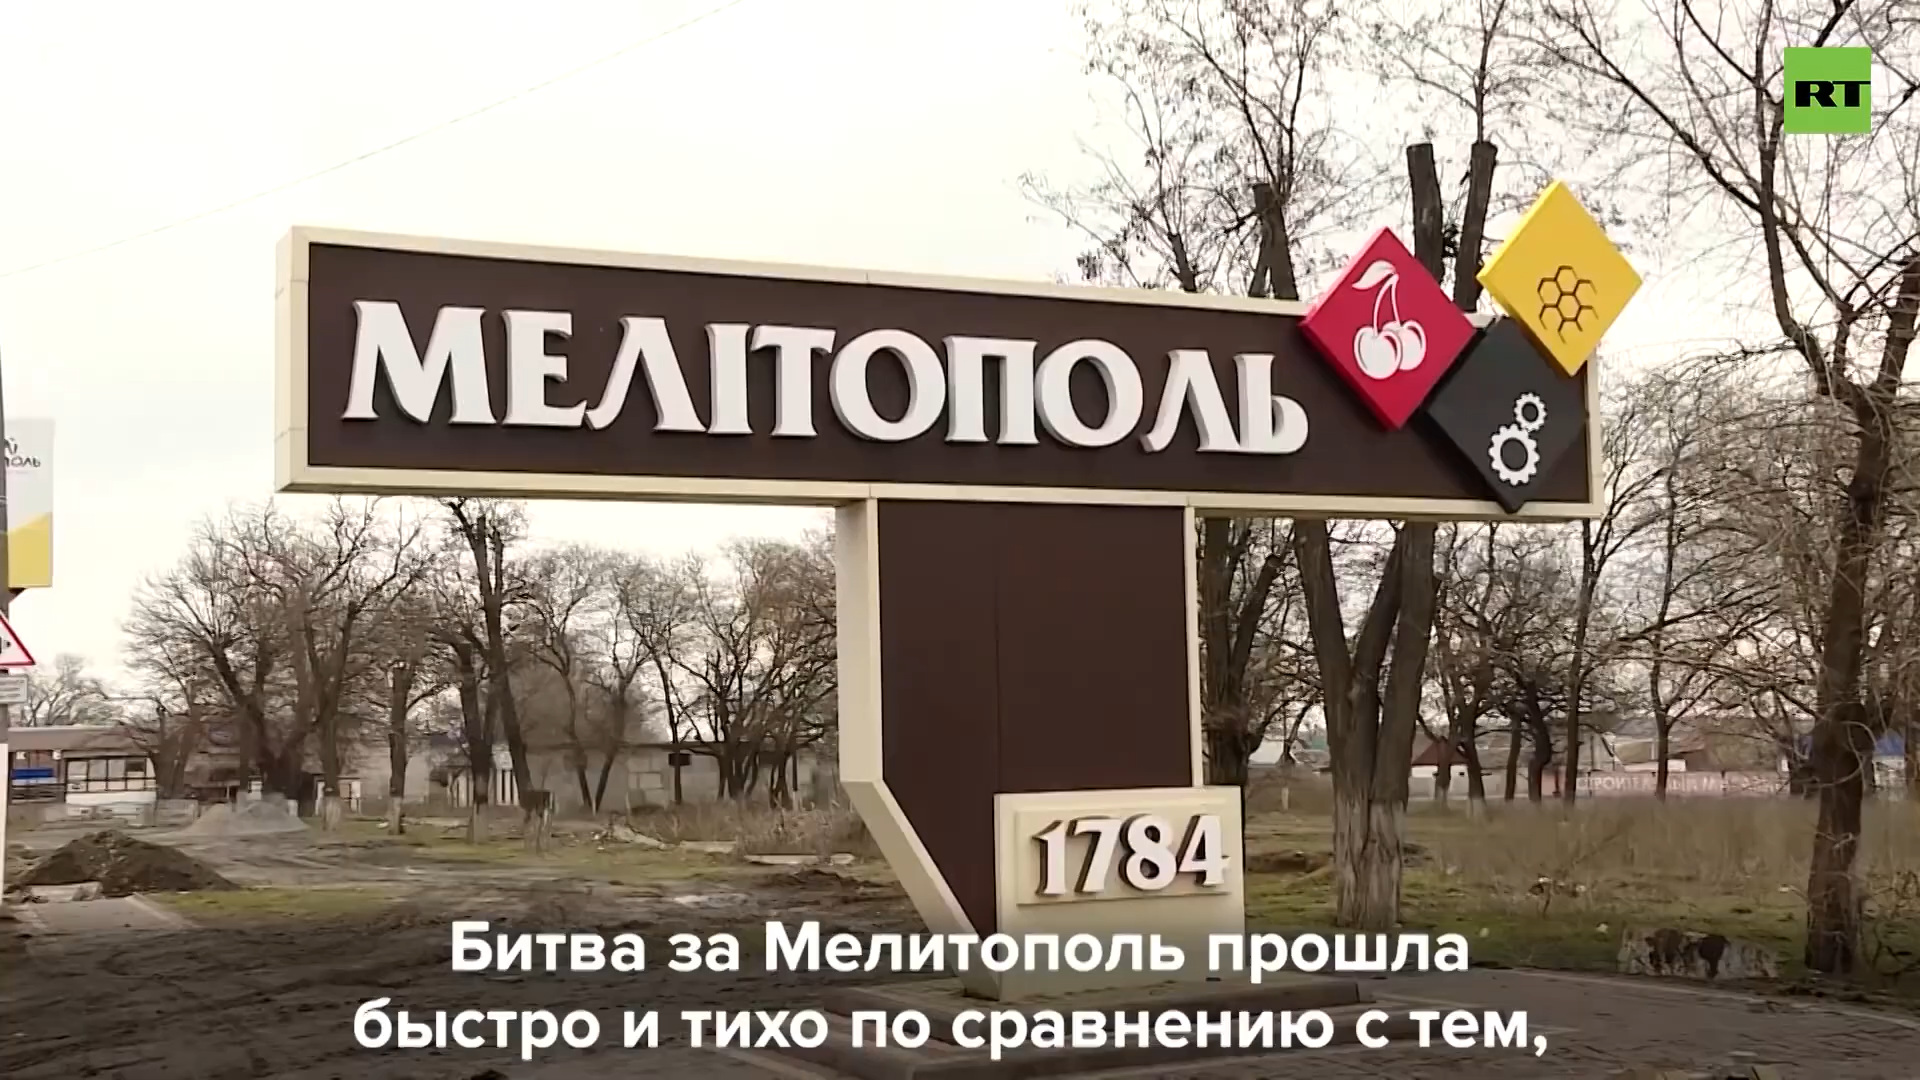 RT
МЕЛІТОПОЛЬ
1784
Битва за Мелитополь прошла
быстро и тихо по сравнению с тем,